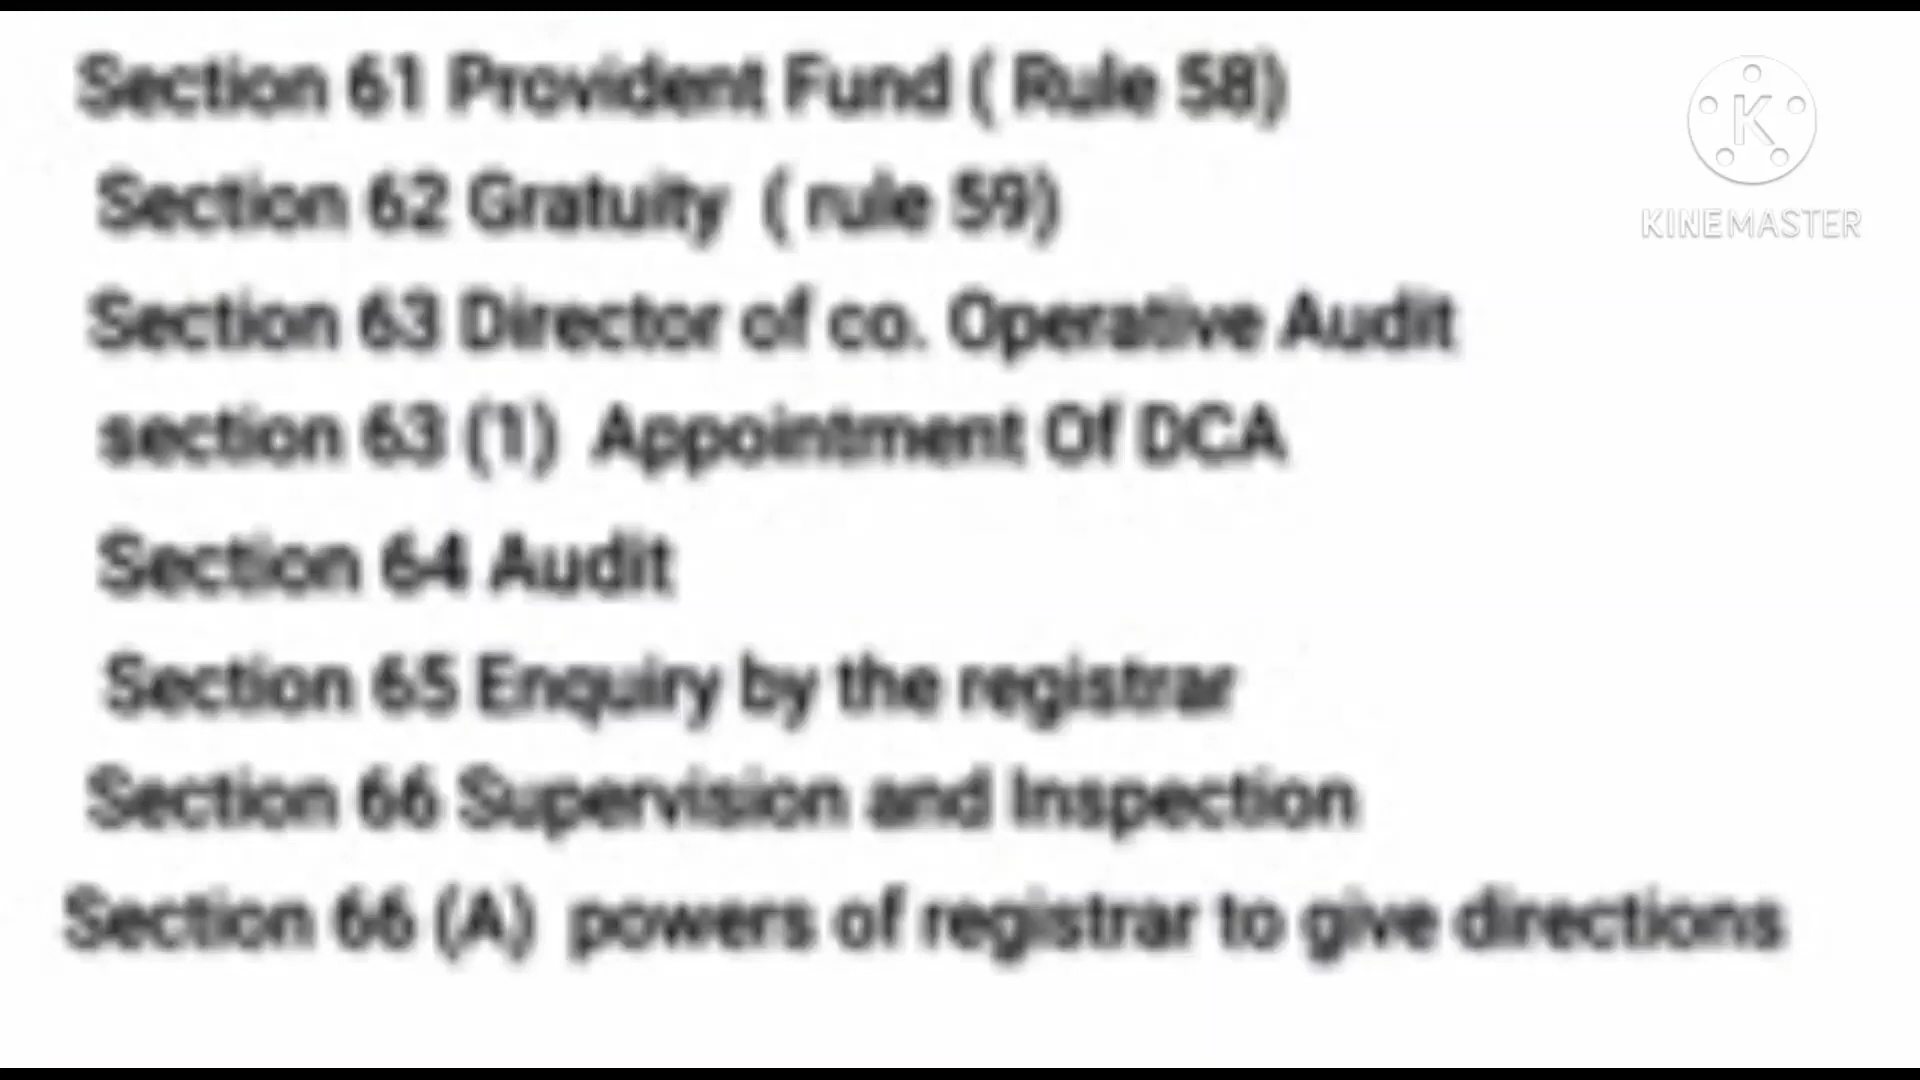 Section 61 Provident Fund ( Rule 58)
Section 62 Gratuity ( rule 59)
Section 63 Director of co. Operative Audit
section 63 (1) Appointment Of DCA
Section 64 Audit
Section 65 Enquiry by the registrar
Section 66 Supervision and Inspection
Section 66 (A) powers of registrar to give directions
K
KINEMASTER